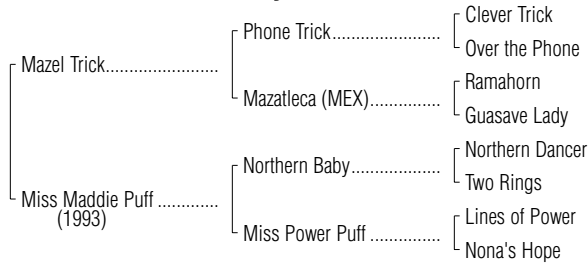 Clever Trick
Phone Trick....................
Over the Phone
Mazel Trick.......................
Ramahorn
Mazatleca (MEX)...............
Guasave Lady
Northern Dancer
Northern Baby...................
Two Rings
Miss Maddie Puff .............
(1993)
Lines of Power
Miss Power Puff ...............
Nona's Hope